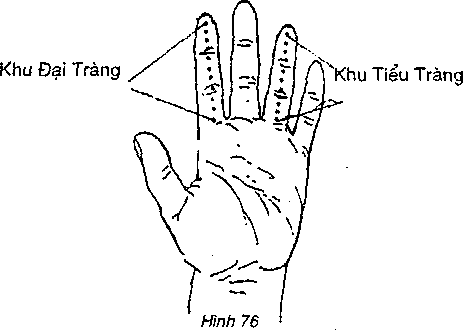 Khu Đại Tràng
Khu Tiểu Tràng
Hình 76